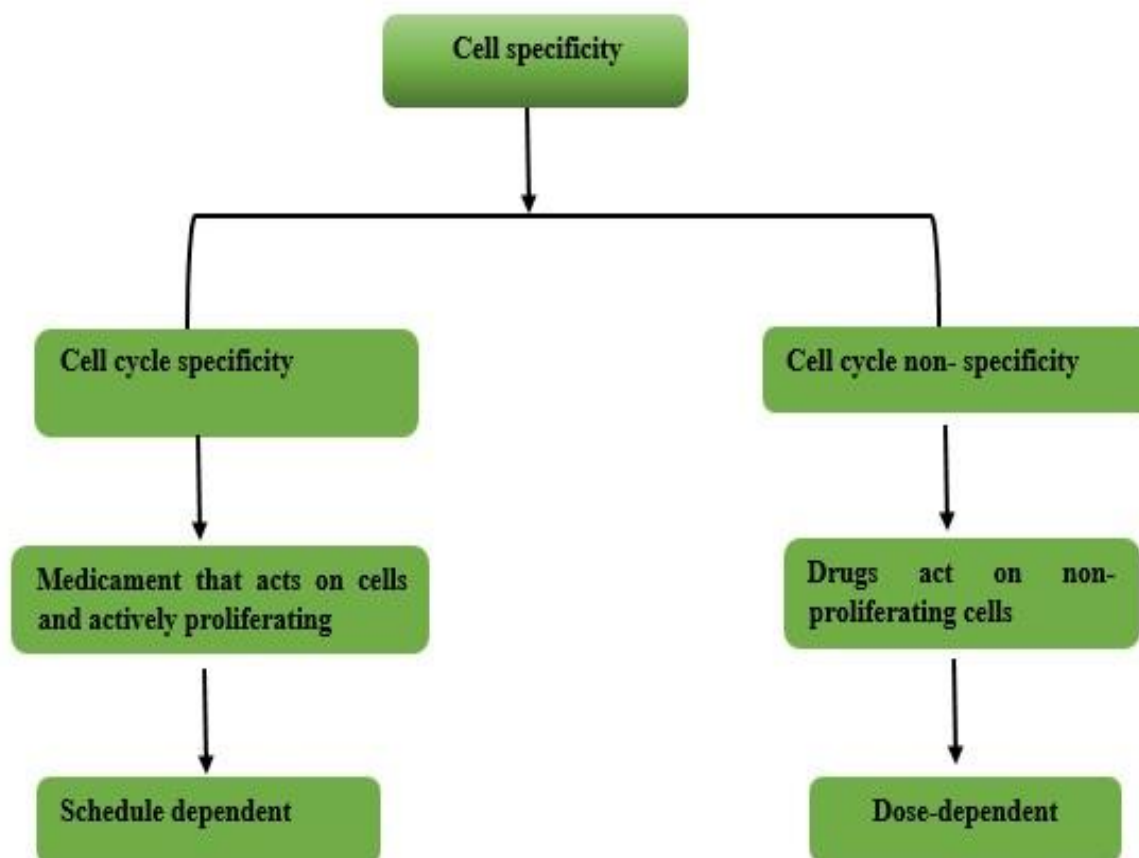 Cell specificity
Cell cycle specificity
Cell cycle non- specificity
Medicament that acts on cells
and actively proliferating
Drugs act on non-
proliferating cells
Schedule dependent
Dose-dependent